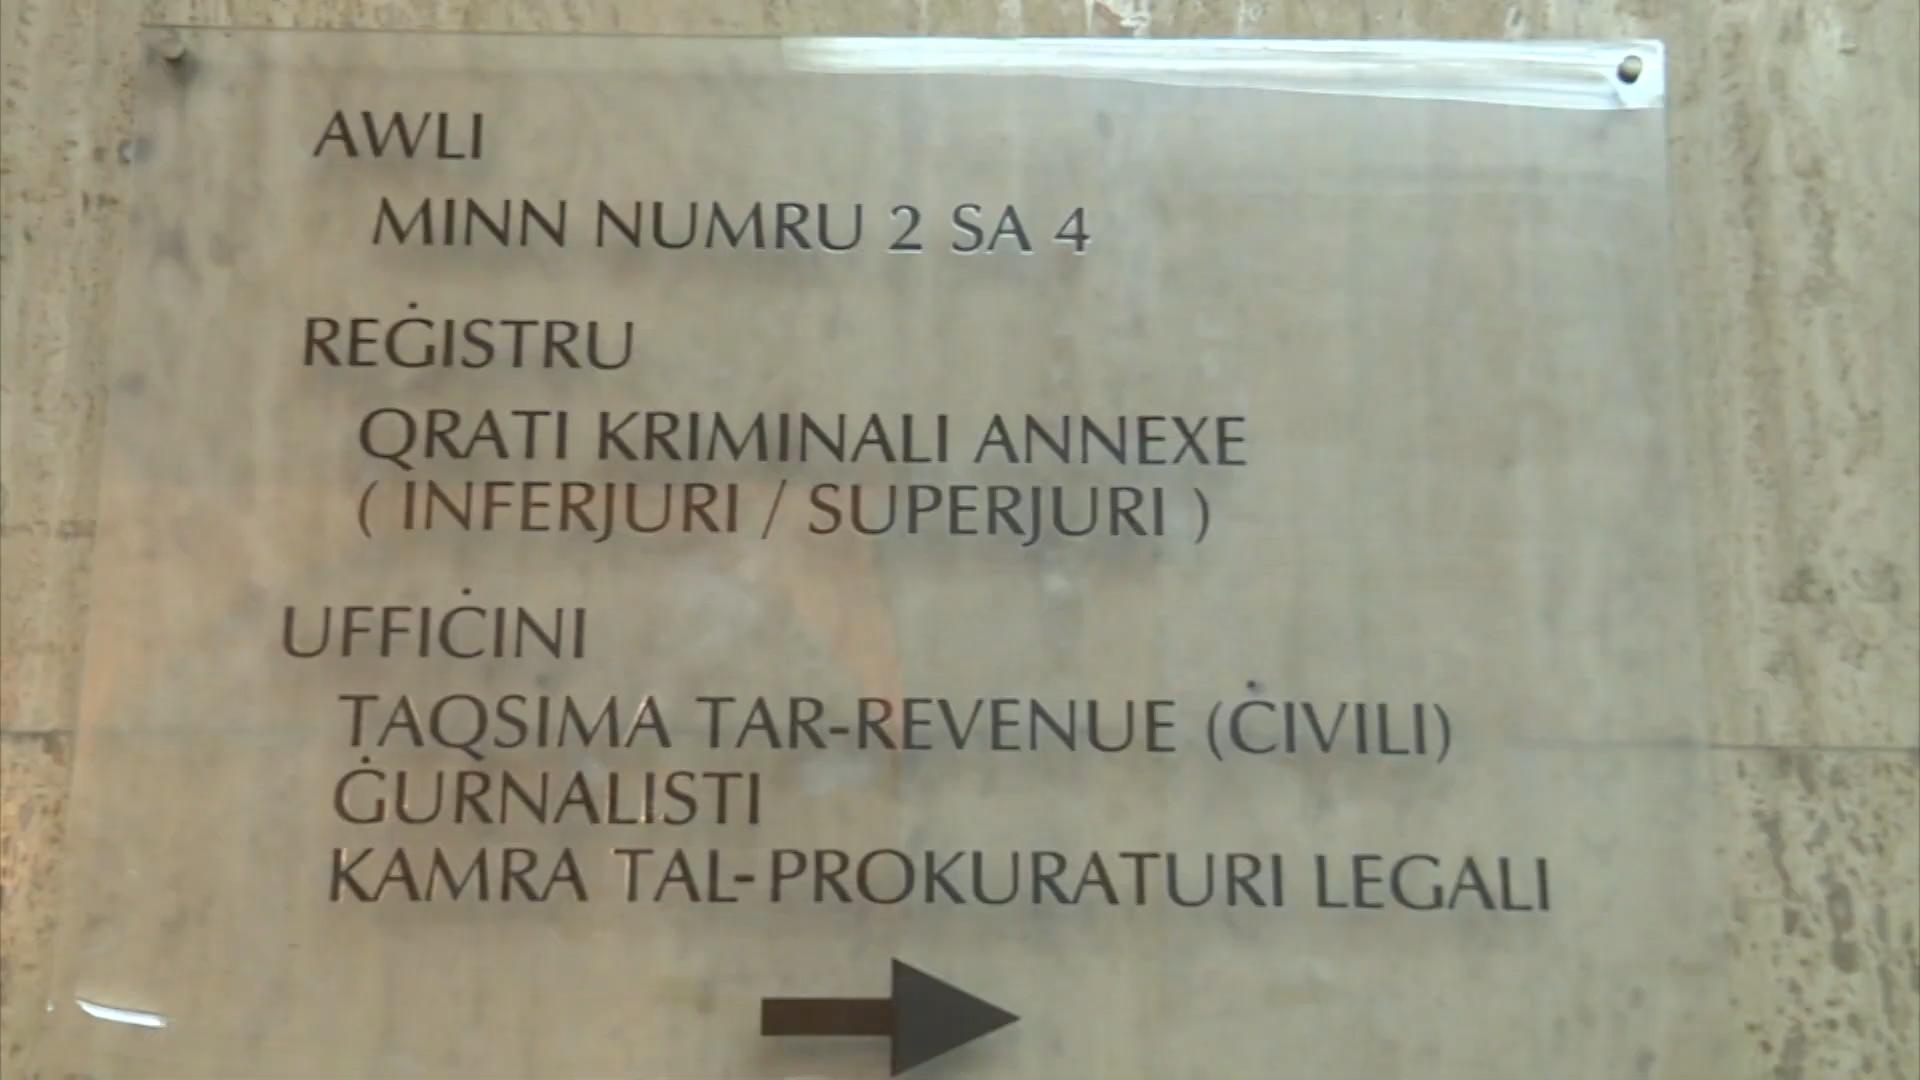 AWLI
MINN NUMRU 2 SA 4
REĠISTRU
QRATI KRIMINALI ANNEXE
( INFERJURI / SUPERJURI )
UFFIĊINI
TAQSIMA TAR-REVENUE (ĊIVILI)
ĠURNALISTI
KAMRA TAL-PROKURATURI LEGALI